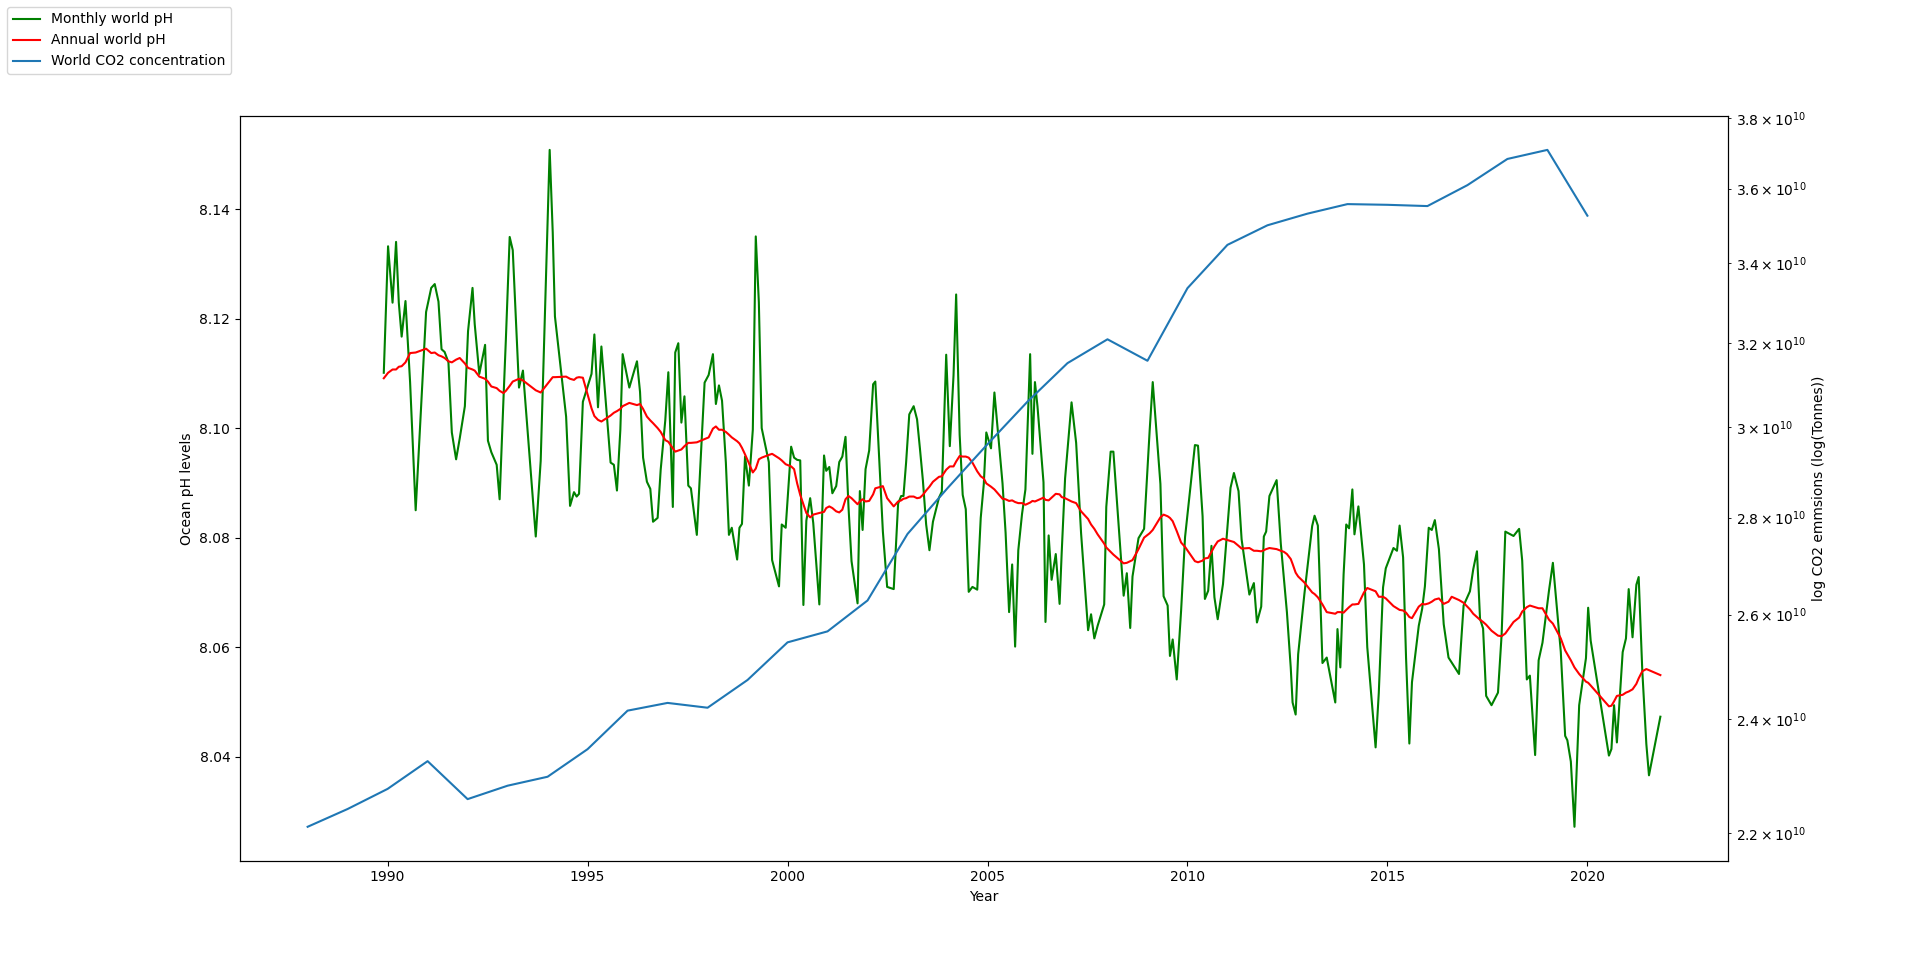 Monthly world pH
Annual world pH
World CO2 concentration
8.14
8.12
8.10
8.08
8.06
8.04
Ocean pH levels
3.8 × 10¹⁰
3.6 × 10¹⁰
3.4 × 10¹⁰
3.2 × 10¹⁰
3 × 10¹⁰
2.8 × 10¹⁰
2.6 × 10¹⁰
2.4 × 10¹⁰
2.2 × 10¹⁰
log CO2 emmsions (log(Tonnes))
1990 1995 2000 2005 2010 2015 2020
Year